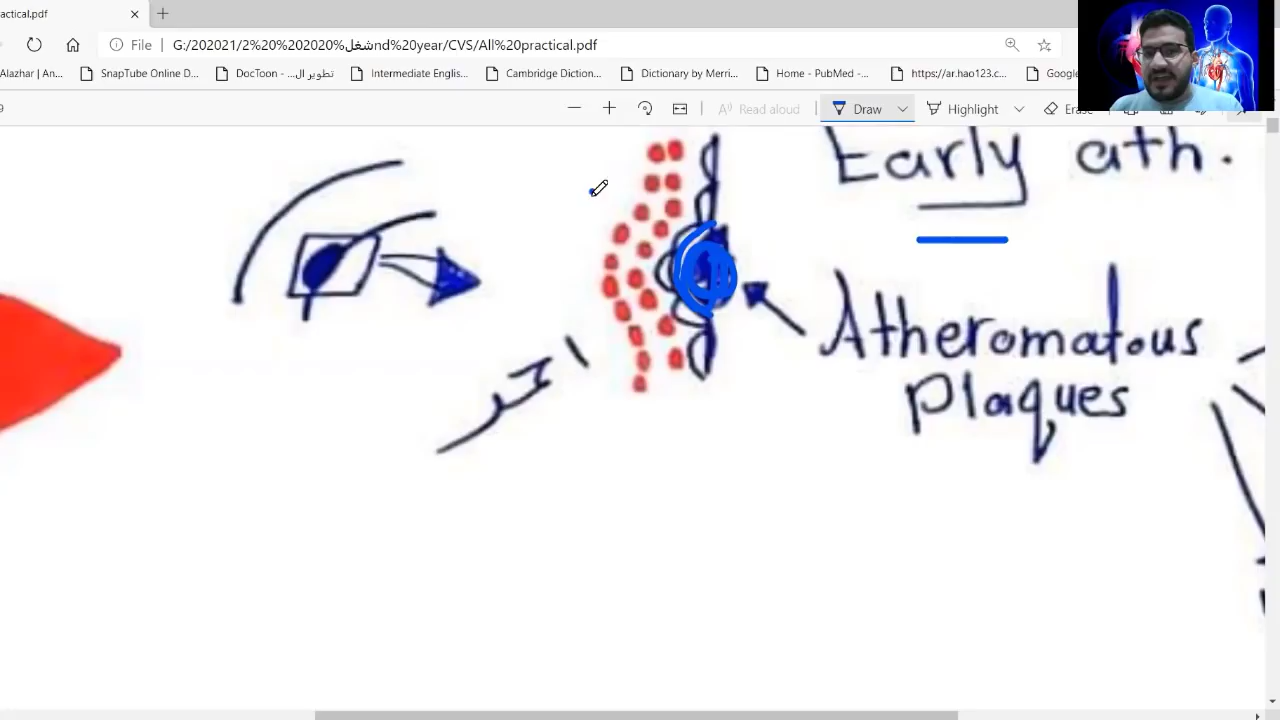 actical.pdf
File | G:/202021/2%20%202020%شغل20nd%20year/CVS/All%20practical.pdf
Alazhar | An...
SnapTube Online D...
DocToon - تطوير ال...
Intermediate Englis...
Cambridge Diction...
Dictionary by Merri...
Home - PubMed -...
https://ar.hao123.c...
Google
Read aloud
Draw
Highlight
Erase
Early ath.
Atheromatous
Plaques